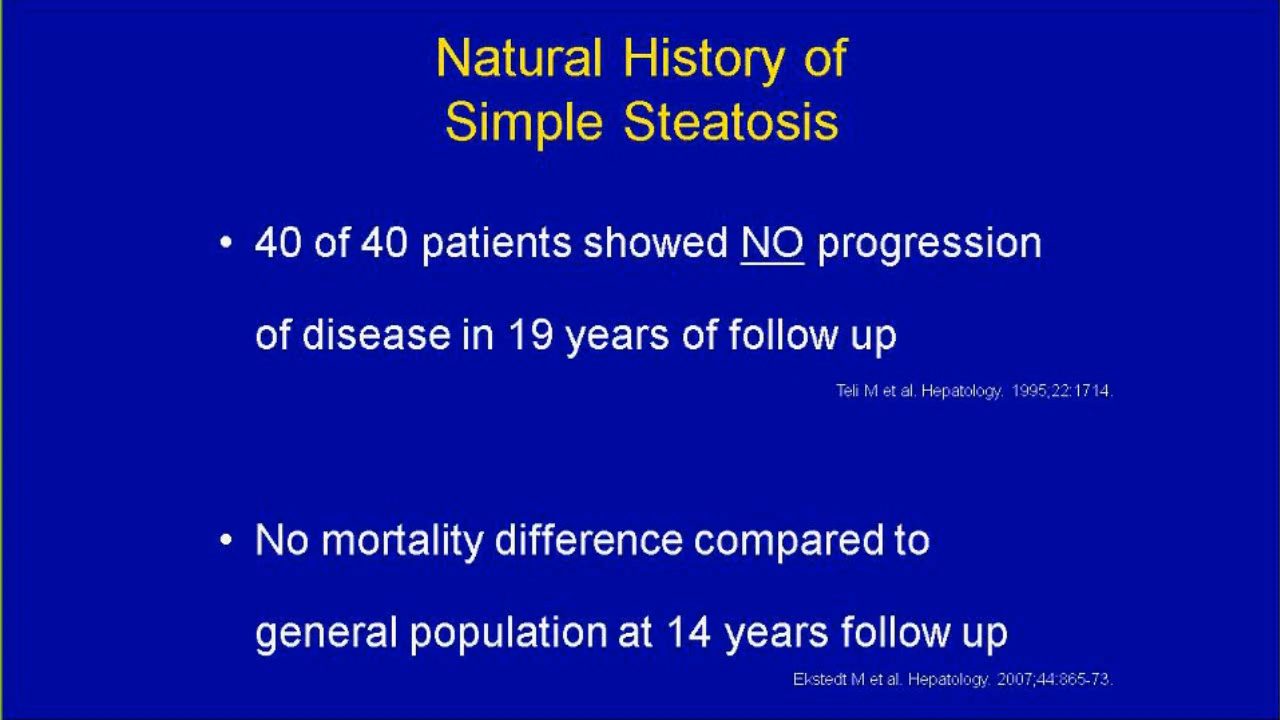 Natural History of
Simple Steatosis
• 40 of 40 patients showed NO progression
of disease in 19 years of follow up
Teli M et al. Hepatology. 1995;22:1714.
• No mortality difference compared to
general population at 14 years follow up
Ekstedt M et al. Hepatology. 2007;44:865-73.